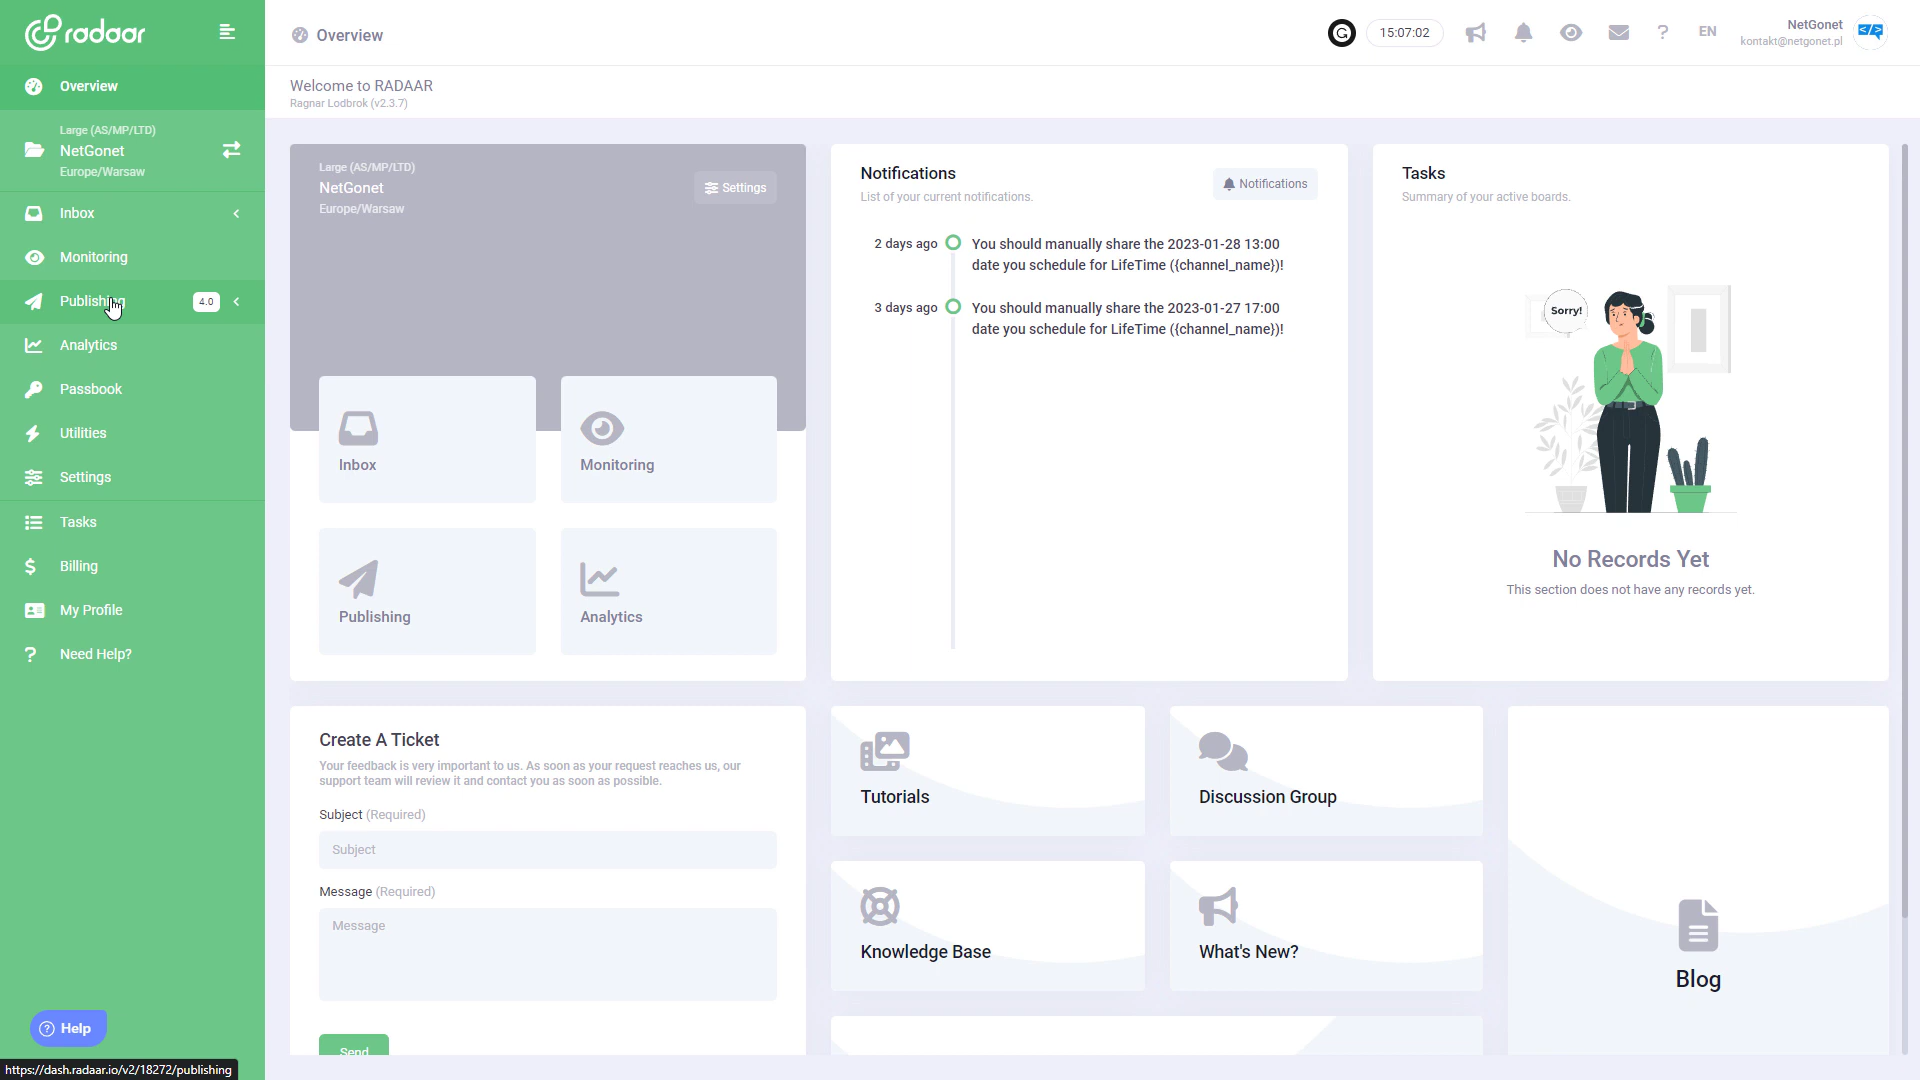 radaar
Overview
Large (AS/MP/LTD)
NetGonet
Europe/Warsaw
Inbox
Monitoring
Publishing
4.0
Analytics
Passbook
Utilities
Settings
Tasks
Billing
My Profile
Need Help?
Help
https://dash.radaar.io/v2/18272/publishing
Overview
15:07:02
EN
NetGonet
kontakt@netgonet.pl
Welcome to RADAAR
Ragnar Lodbrok (v2.3.7)
Large (AS/MP/LTD)
NetGonet
Europe/Warsaw
Settings
Inbox
Monitoring
Publishing
Analytics
Notifications
List of your current notifications.
Notifications
2 days ago
You should manually share the 2023-01-28 13:00
date you schedule for LifeTime ({channel_name})!
3 days ago
You should manually share the 2023-01-27 17:00
date you schedule for LifeTime ({channel_name})!
Tasks
Summary of your active boards.
Sorry!
No Records Yet
This section does not have any records yet.
Create A Ticket
Your feedback is very important to us. As soon as your request reaches us, our
support team will review it and contact you as soon as possible.
Subject (Required)
Subject
Message (Required)
Message
Send
Tutorials
Discussion Group
Knowledge Base
What's New?
Blog